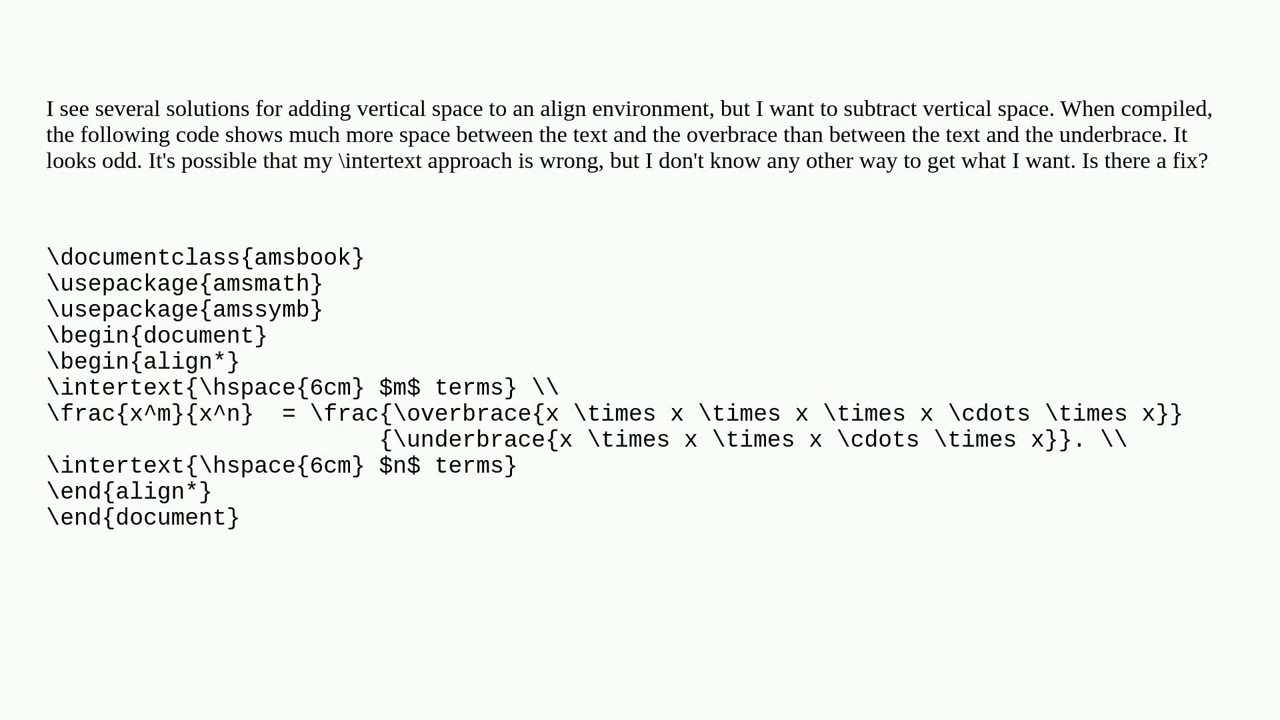 I see several solutions for adding vertical space to an align environment, but I want to subtract vertical space. When compiled,
the following code shows much more space between the text and the overbrace than between the text and the underbrace. It
looks odd. It's possible that my \intertext approach is wrong, but I don't know any other way to get what I want. Is there a fix?
\documentclass{amsbook}
\usepackage{amsmath}
\usepackage{amssymb}
\begin{document}
\begin{align*}
\intertext{\hspace{6cm} $m$ terms} \\
\frac{x^m}{x^n}  = \frac{\overbrace{x \times x \times x \times x \cdots \times x}}
                        {\underbrace{x \times x \times x \cdots \times x}}. \\
\intertext{\hspace{6cm} $n$ terms}
\end{align*}
\end{document}